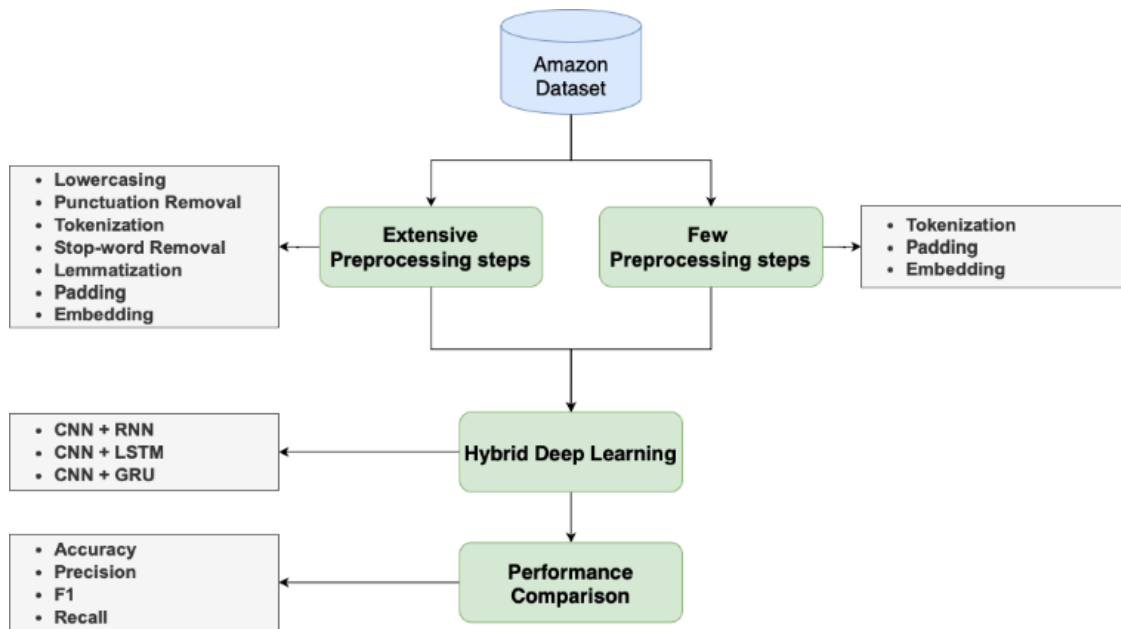 Amazon
Dataset
• Lowercasing
• Punctuation Removal
• Tokenization
• Stop-word Removal
• Lemmatization
• Padding
• Embedding
Extensive
Preprocessing steps
Few
Preprocessing steps
• Tokenization
• Padding
• Embedding
• CNN + RNN
• CNN + LSTM
• CNN + GRU
Hybrid Deep Learning
• Accuracy
• Precision
• F1
• Recall
Performance
Comparison